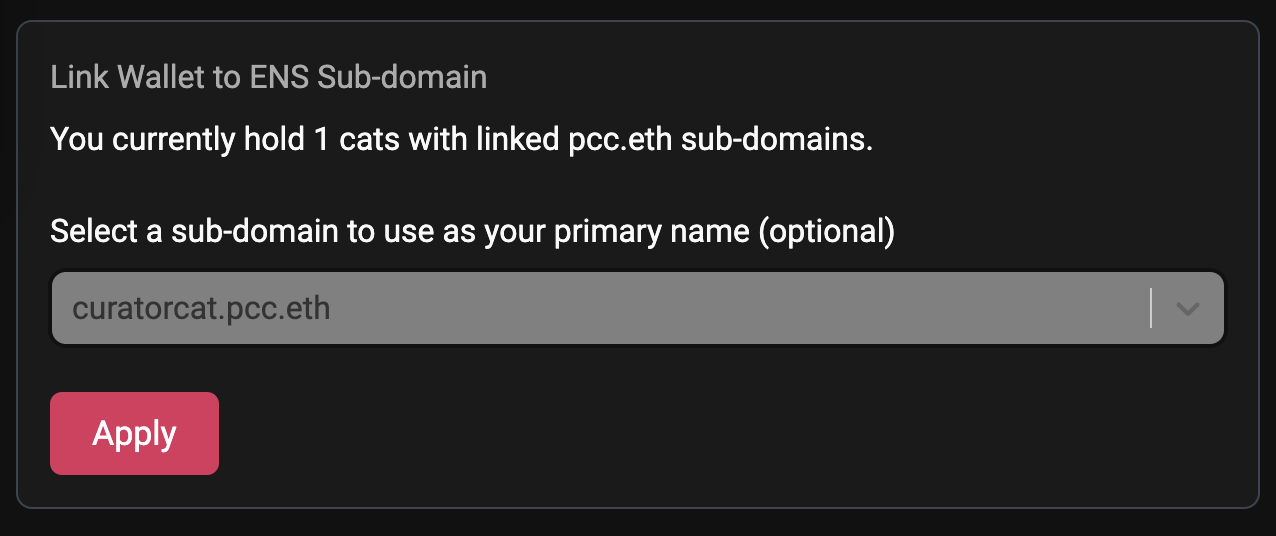 Link Wallet to ENS Sub-domain
You currently hold 1 cats with linked pcc.eth sub-domains.
Select a sub-domain to use as your primary name (optional)
curatorcat.pcc.eth
Apply